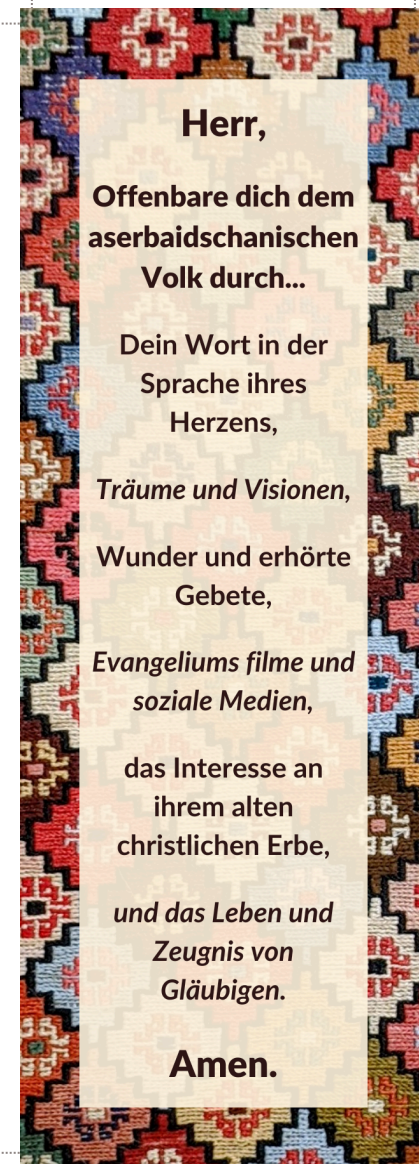 Herr,
Offenbare dich dem
aserbaidschanischen
Volk durch...
Dein Wort in der
Sprache ihres
Herzens,
Träume und Visionen,
Wunder und erhörte
Gebete,
Evangeliums filme und
soziale Medien,
das Interesse an
ihrem alten
christlichen Erbe,
und das Leben und
Zeugnis von
Gläubigen.
Amen.